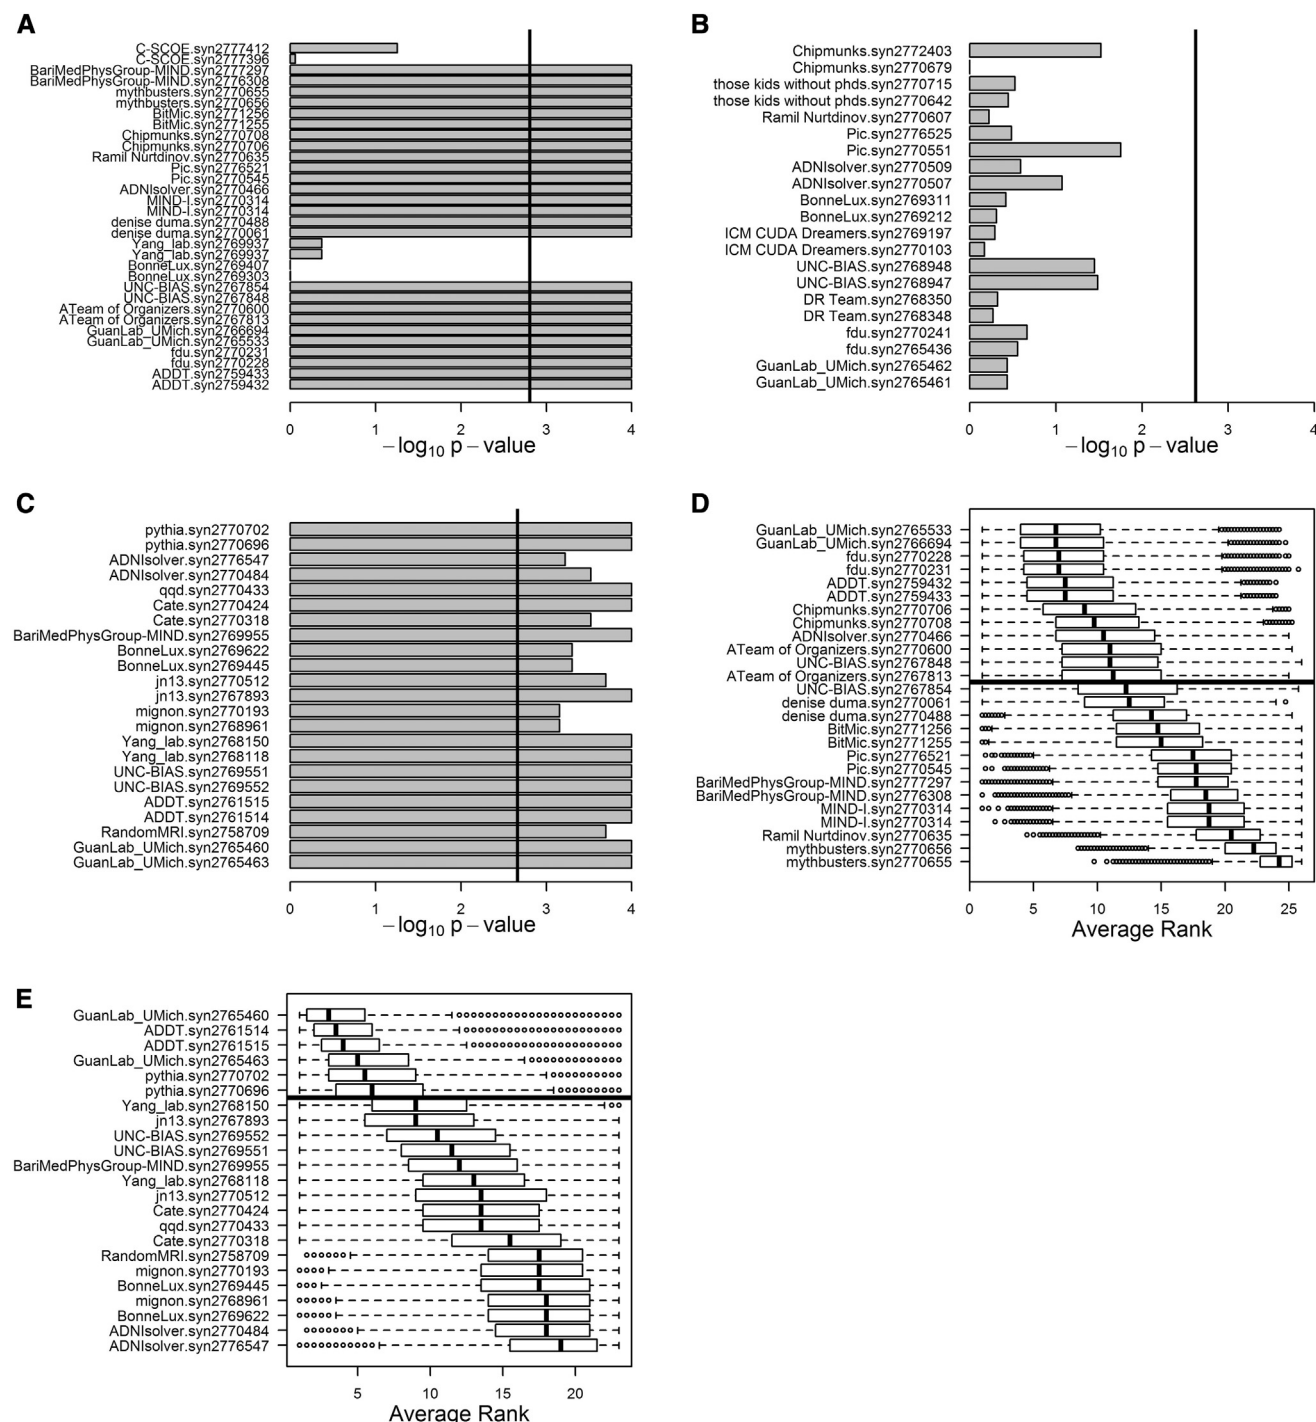 A
C-SCOE.syn2777412
C-SCOE.syn2777396
BariMedPhysGroup-MIND.syn2777297
BariMedPhysGroup-MIND.syn2776308
mythbusters.syn2770655
mythbusters.syn2770656
BitMic.syn2771256
BitMic.syn2771255
Chipmunks.syn2770708
Chipmunks.syn2770706
Ramil Nurtdinov.syn2770635
Pic.syn2776521
Pic.syn2770545
ADNIsolver.syn2770466
MIND-I.syn2770314
MIND-I.syn2770314
denise duma.syn2770488
denise duma.syn2770061
Yang_lab.syn2769937
Yang_lab.syn2769937
BonneLux.syn2769407
BonneLux.syn2769303
UNC-BIAS.syn2767854
UNC-BIAS.syn2767848
ATeam of Organizers.syn2770600
ATeam of Organizers.syn2767813
GuanLab_UMich.syn2766694
GuanLab_UMich.syn2765533
fdu.syn2770231
fdu.syn2770228
ADDT.syn2759433
ADDT.syn2759432
0 1 2 3 4
−log10 p−value
B
Chipmunks.syn2772403
Chipmunks.syn2770679
those kids without phds.syn2770715
those kids without phds.syn2770642
Ramil Nurtdinov.syn2770607
Pic.syn2776525
Pic.syn2770551
ADNIsolver.syn2770509
ADNIsolver.syn2770507
BonneLux.syn2769311
BonneLux.syn2769212
ICM CUDA Dreamers.syn2769197
ICM CUDA Dreamers.syn2770103
UNC-BIAS.syn2768948
UNC-BIAS.syn2768947
DR Team.syn2768350
DR Team.syn2768348
fdu.syn2770241
fdu.syn2765436
GuanLab_UMich.syn2765462
GuanLab_UMich.syn2765461
0 1 2 3 4
−log10 p−value
C
pythia.syn2770702
pythia.syn2770696
ADNIsolver.syn2776547
ADNIsolver.syn2770484
qqd.syn2770433
Cate.syn2770424
Cate.syn2770318
BariMedPhysGroup-MIND.syn2769955
BonneLux.syn2769622
BonneLux.syn2769445
jn13.syn2770512
jn13.syn2767893
mignon.syn2770193
mignon.syn2768961
Yang_lab.syn2768150
Yang_lab.syn2768118
UNC-BIAS.syn2769551
UNC-BIAS.syn2769552
ADDT.syn2761515
ADDT.syn2761514
RandomMRI.syn2758709
GuanLab_UMich.syn2765460
GuanLab_UMich.syn2765463
0 1 2 3 4
−log10 p−value
D
GuanLab_UMich.syn2765533
GuanLab_UMich.syn2766694
fdu.syn2770228
fdu.syn2770231
ADDT.syn2759432
ADDT.syn2759433
Chipmunks.syn2770706
Chipmunks.syn2770708
ADNIsolver.syn2770466
ATeam of Organizers.syn2770600
UNC-BIAS.syn2767848
ATeam of Organizers.syn2767813
UNC-BIAS.syn2767854
denise duma.syn2770061
denise duma.syn2770488
BitMic.syn2771256
BitMic.syn2771255
Pic.syn2776521
Pic.syn2770545
BariMedPhysGroup-MIND.syn2777297
BariMedPhysGroup-MIND.syn2776308
MIND-I.syn2770314
MIND-I.syn2770314
Ramil Nurtdinov.syn2770635
mythbusters.syn2770656
mythbusters.syn2770655
0 5 10 15 20 25
Average Rank
E
GuanLab_UMich.syn2765460
ADDT.syn2761514
ADDT.syn2761515
GuanLab_UMich.syn2765463
pythia.syn2770702
pythia.syn2770696
Yang_lab.syn2768150
jn13.syn2767893
UNC-BIAS.syn2769552
UNC-BIAS.syn2769551
BariMedPhysGroup-MIND.syn2769955
Yang_lab.syn2768118
jn13.syn2770512
Cate.syn2770424
qqd.syn2770433
Cate.syn2770318
RandomMRI.syn2758709
mignon.syn2770193
BonneLux.syn2769445
mignon.syn2768961
BonneLux.syn2769622
ADNIsolver.syn2770484
ADNIsolver.syn2776547
5 10 15 20
Average Rank